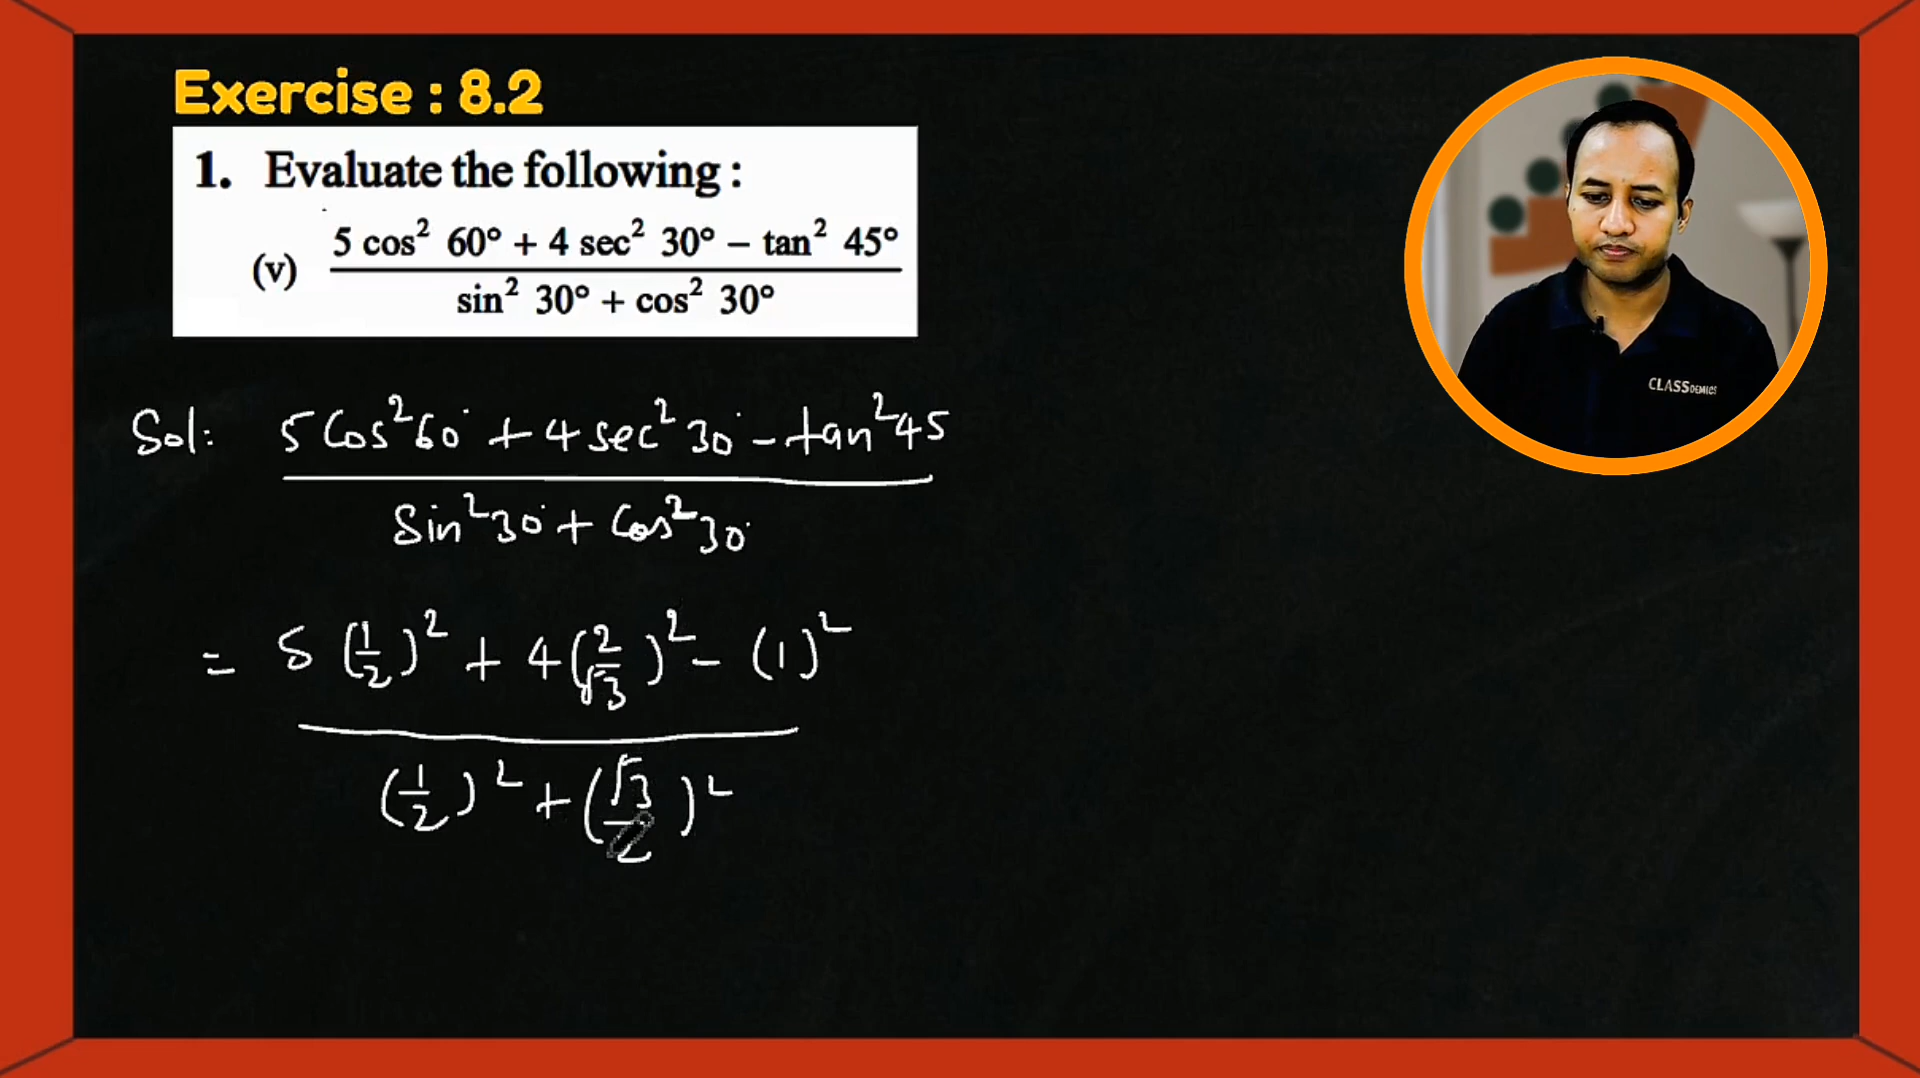 Exercise : 8.2
1. Evaluate the following :
(v) 5 cos² 60° + 4 sec² 30° – tan² 45°
sin² 30° + cos² 30°
CLASSDEMICS
Sol: 5 Cos²60° + 4 sec² 30° - tan²45
Sin²30° + Cos²30°
= 5 (1/2)² + 4(2/√3)² - (1)²
(1/2)² + (√3/2)²